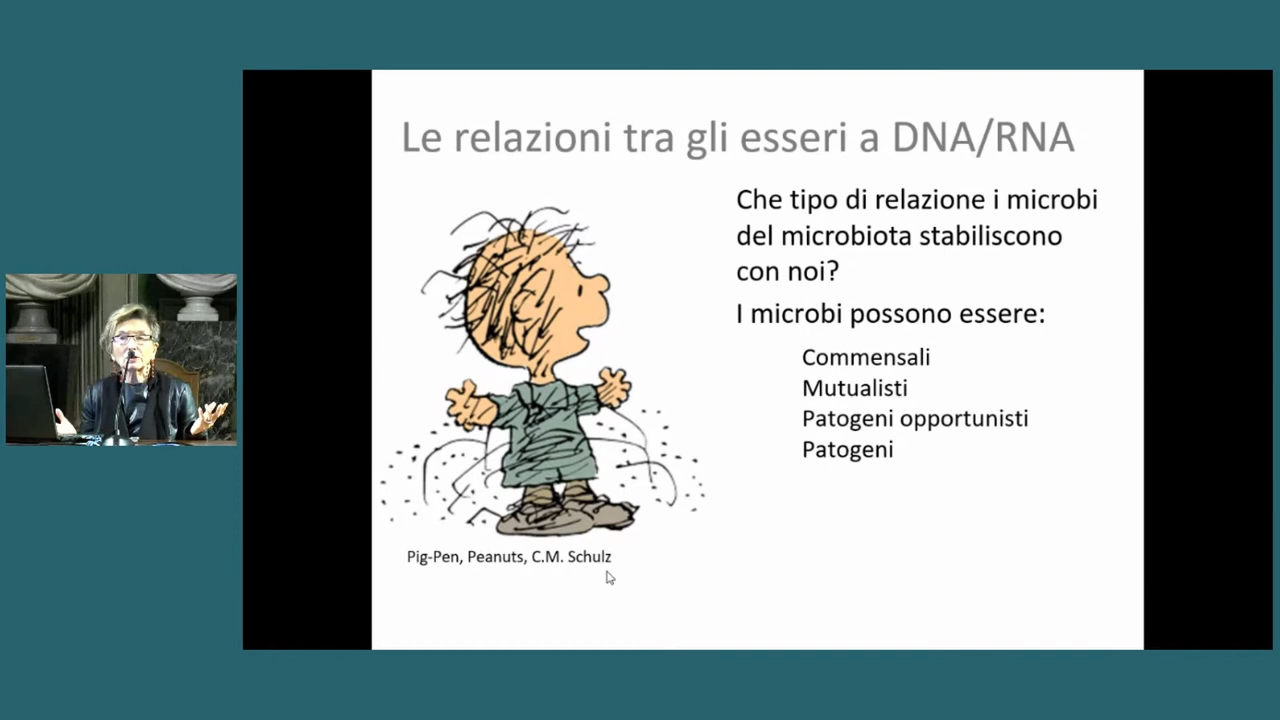 Le relazioni tra gli esseri a DNA/RNA
Che tipo di relazione i microbi
del microbiota stabiliscono
con noi?
I microbi possono essere:
Commensali
Mutualisti
Patogeni opportunisti
Patogeni
Pig-Pen, Peanuts, C.M. Schulz